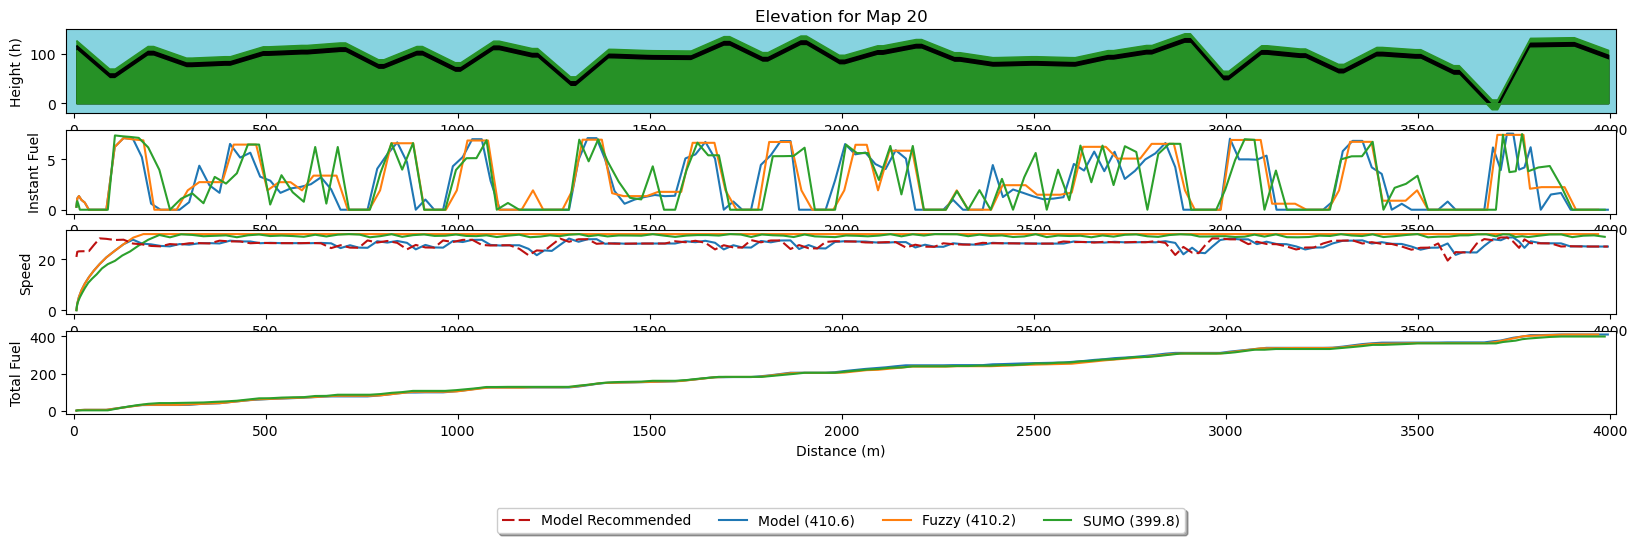 Elevation for Map 20
Height (h)
100
0
0 500 1000 1500 2000 2500 3000 3500 4000
Instant Fuel
5
0
0 500 1000 1500 2000 2500 3000 3500 4000
Speed
20
0
0 500 1000 1500 2000 2500 3000 3500 4000
Total Fuel
400
200
0
0 500 1000 1500 2000 2500 3000 3500 4000
Distance (m)
Model Recommended Model (410.6) Fuzzy (410.2) SUMO (399.8)